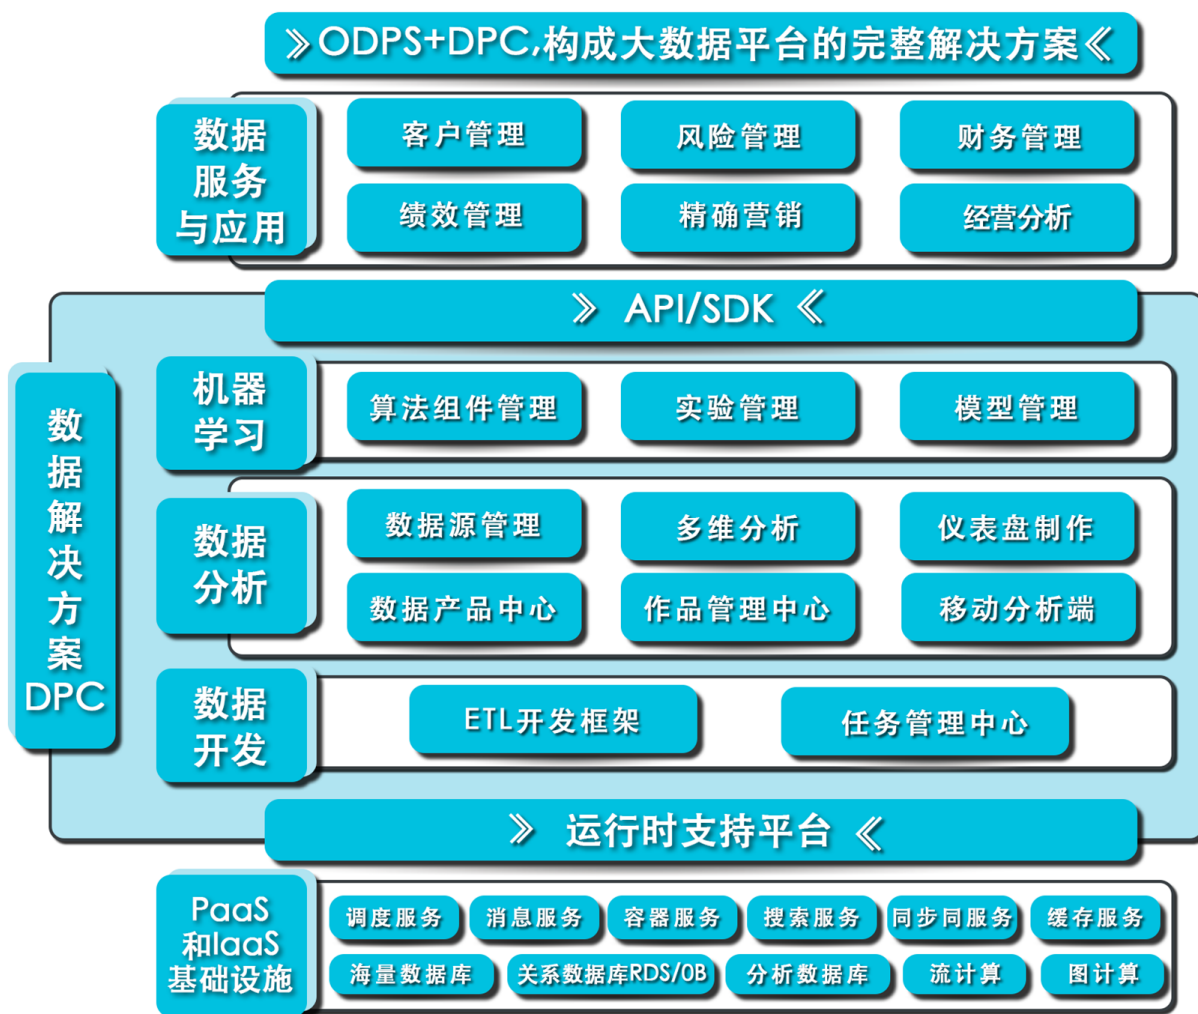 》ODPS+DPC,构成大数据平台的完整解决方案《
数据
服务
与应用
客户管理
风险管理
财务管理
绩效管理
精确营销
经营分析
》 API/SDK 《
数
据
解
决
方
案
DPC
机器
学习
算法组件管理
实验管理
模型管理
数据
分析
数据源管理
多维分析
仪表盘制作
数据产品中心
作品管理中心
移动分析端
数据
开发
ETL开发框架
任务管理中心
》 运行时支持平台 《
PaaS
和IaaS
基础设施
调度服务
消息服务
容器服务
搜索服务
同步同服务
缓存服务
海量数据库
关系数据库RDS/0B
分析数据库
流计算
图计算